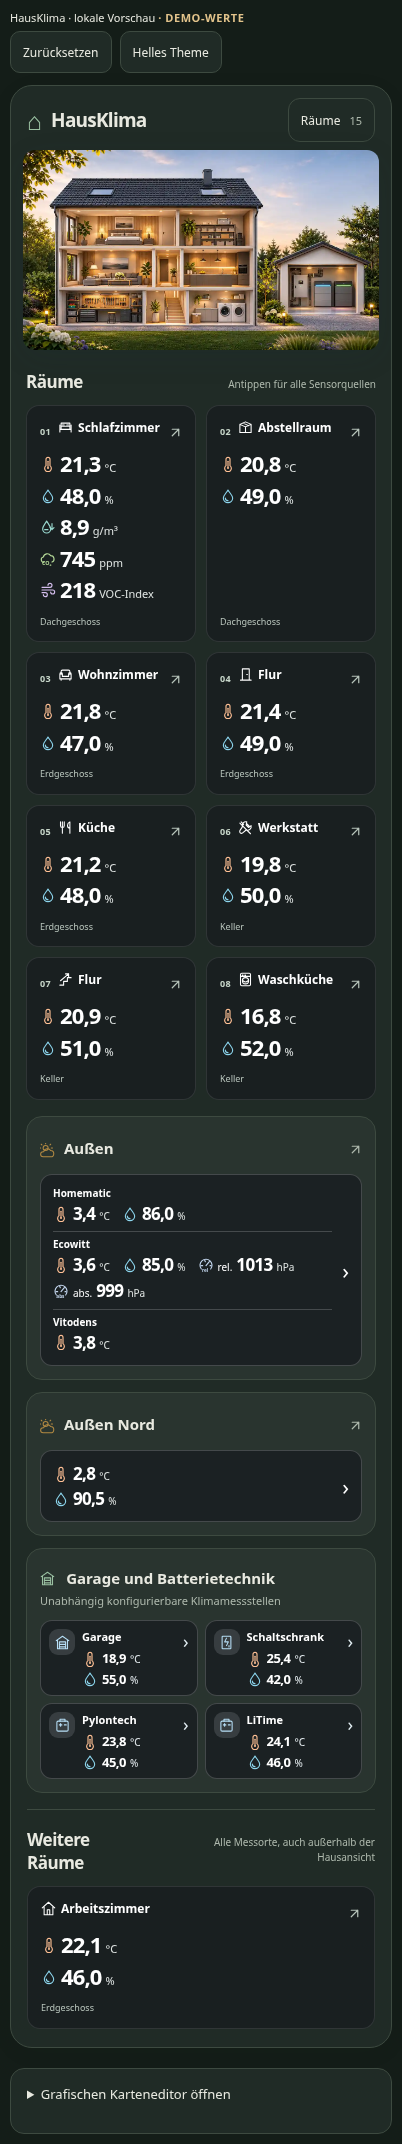 HausKlima · lokale Vorschau · DEMO-WERTE
Zurücksetzen Helles Theme
HausKlima Räume 15
Räume Antippen für alle Sensorquellen
01 Schlafzimmer
21,3 °C
48,0 %
8,9 g/m³
745 ppm
218 VOC-Index
Dachgeschoss
02 Abstellraum
20,8 °C
49,0 %
Dachgeschoss
03 Wohnzimmer
21,8 °C
47,0 %
Erdgeschoss
04 Flur
21,4 °C
49,0 %
Erdgeschoss
05 Küche
21,2 °C
48,0 %
Erdgeschoss
06 Werkstatt
19,8 °C
50,0 %
Keller
07 Flur
20,9 °C
51,0 %
Keller
08 Waschküche
16,8 °C
52,0 %
Keller
Außen
Homematic
3,4 °C 86,0 %
Ecowitt
3,6 °C 85,0 % rel. 1013 hPa
abs. 999 hPa
Vitodens
3,8 °C
Außen Nord
2,8 °C
90,5 %
Garage und Batterietechnik
Unabhängig konfigurierbare Klimamessstellen
Garage
18,9 °C
55,0 %
Schaltschrank
25,4 °C
42,0 %
Pylontech
23,8 °C
45,0 %
LiTime
24,1 °C
46,0 %
Weitere
Räume
Alle Messorte, auch außerhalb der
Hausansicht
Arbeitszimmer
22,1 °C
46,0 %
Erdgeschoss
Grafischen Karteneditor öffnen